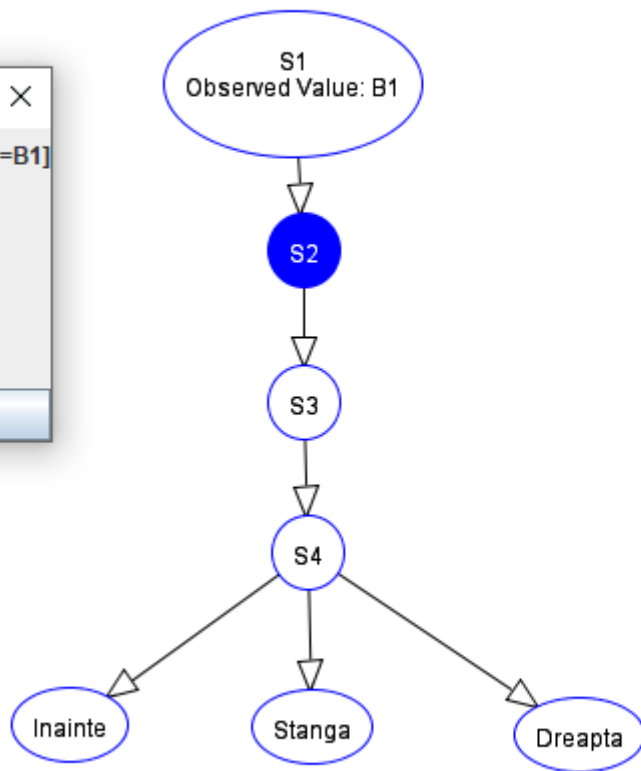 S1
Observed Value: B1
=B1]
S2
S3
S4
Inainte
Stanga
Dreapta